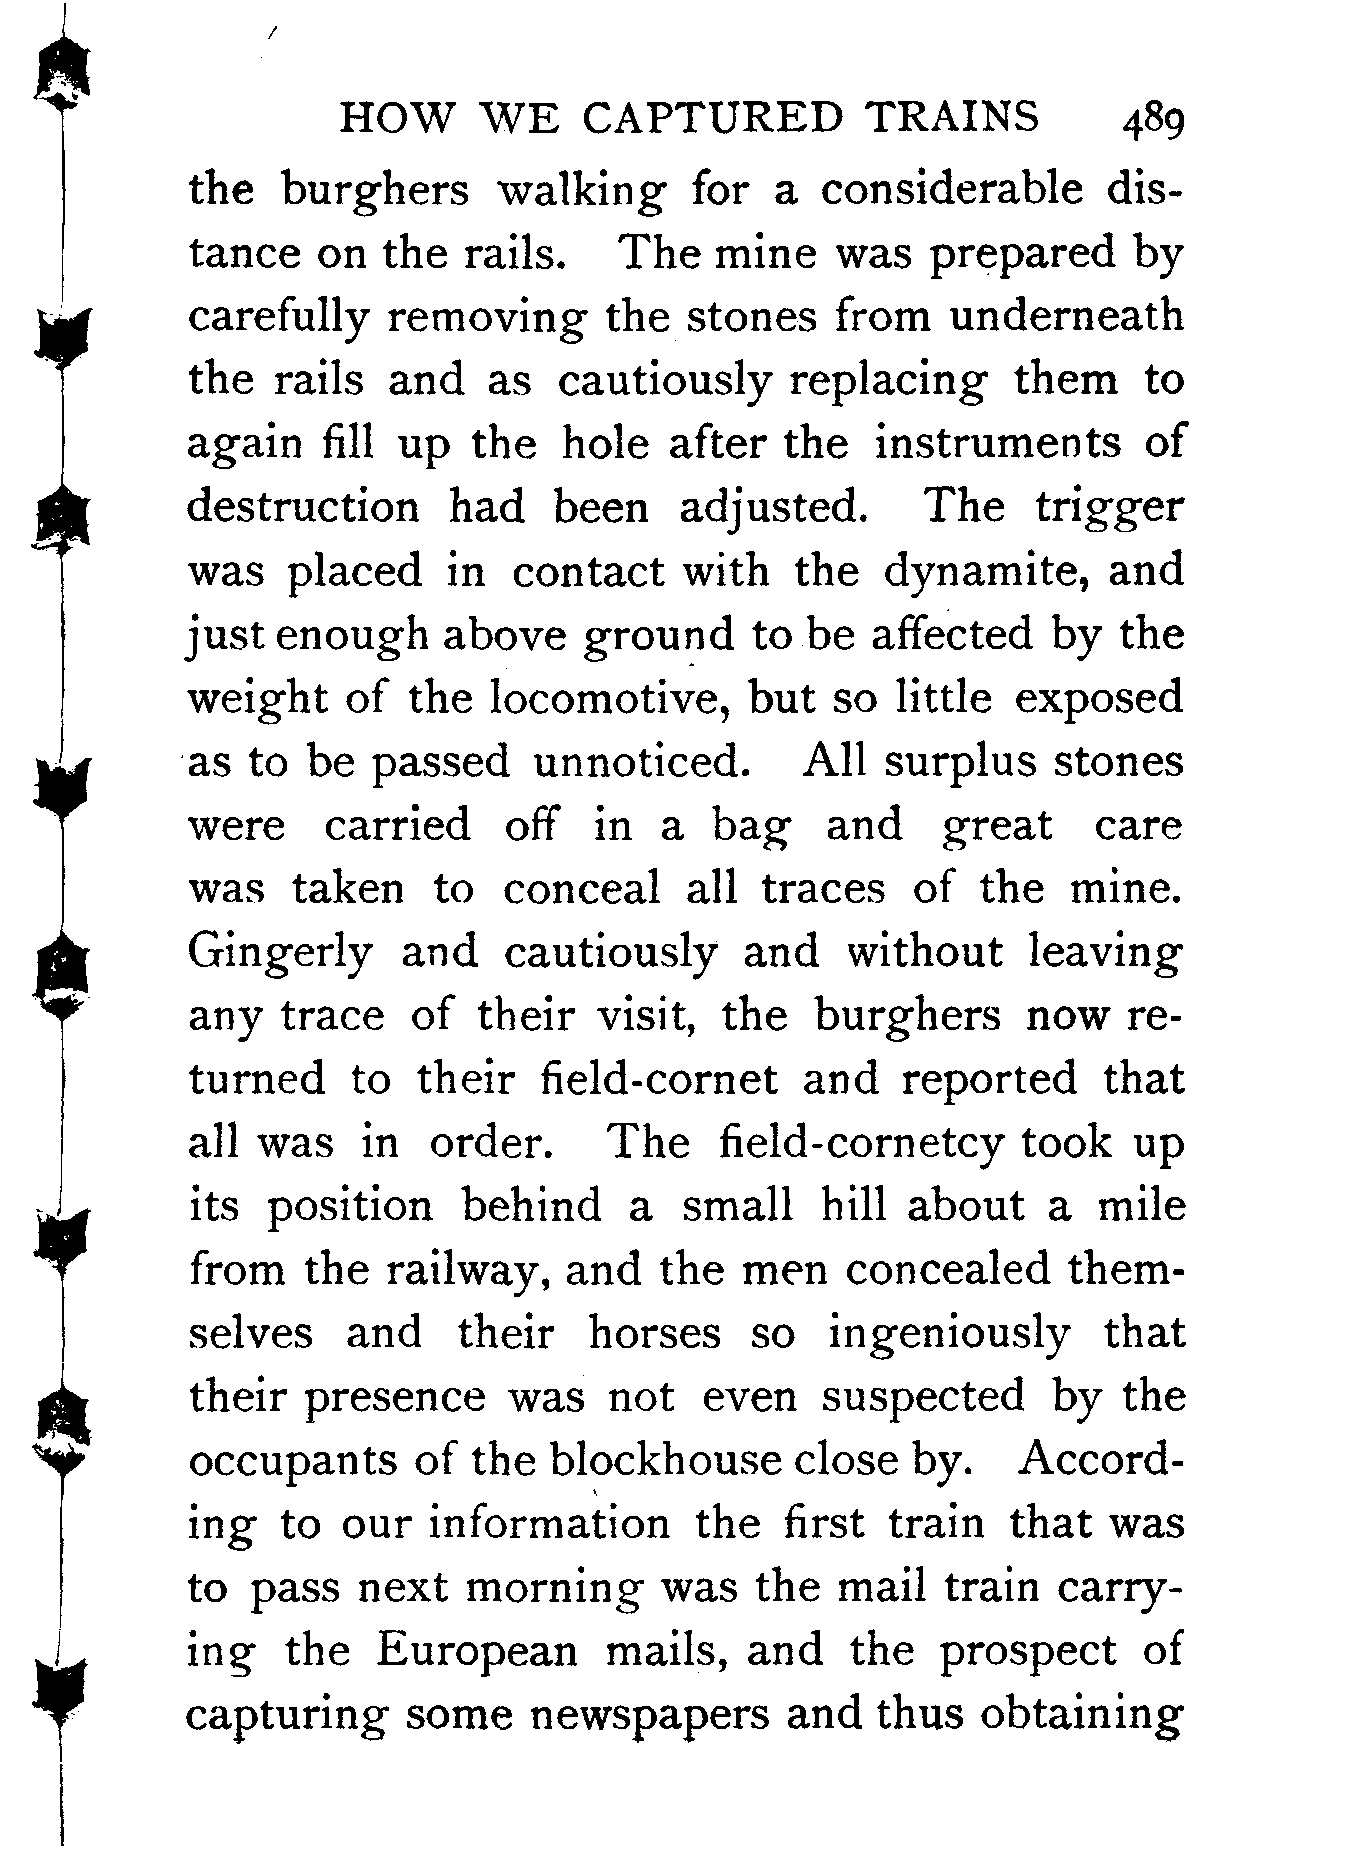 HOW WE CAPTURED TRAINS 489
the burghers walking for a considerable dis-
tance on the rails. The mine was prepared by
carefully removing the stones from underneath
the rails and as cautiously replacing them to
again fill up the hole after the instruments of
destruction had been adjusted. The trigger
was placed in contact with the dynamite, and
just enough above ground to be affected by the
weight of the locomotive, but so little exposed
as to be passed unnoticed. All surplus stones
were carried off in a bag and great care
was taken to conceal all traces of the mine.
Gingerly and cautiously and without leaving
any trace of their visit, the burghers now re-
turned to their field-cornet and reported that
all was in order. The field-cornetcy took up
its position behind a small hill about a mile
from the railway, and the men concealed them-
selves and their horses so ingeniously that
their presence was not even suspected by the
occupants of the blockhouse close by. Accord-
ing to our information the first train that was
to pass next morning was the mail train carry-
ing the European mails, and the prospect of
capturing some newspapers and thus obtaining